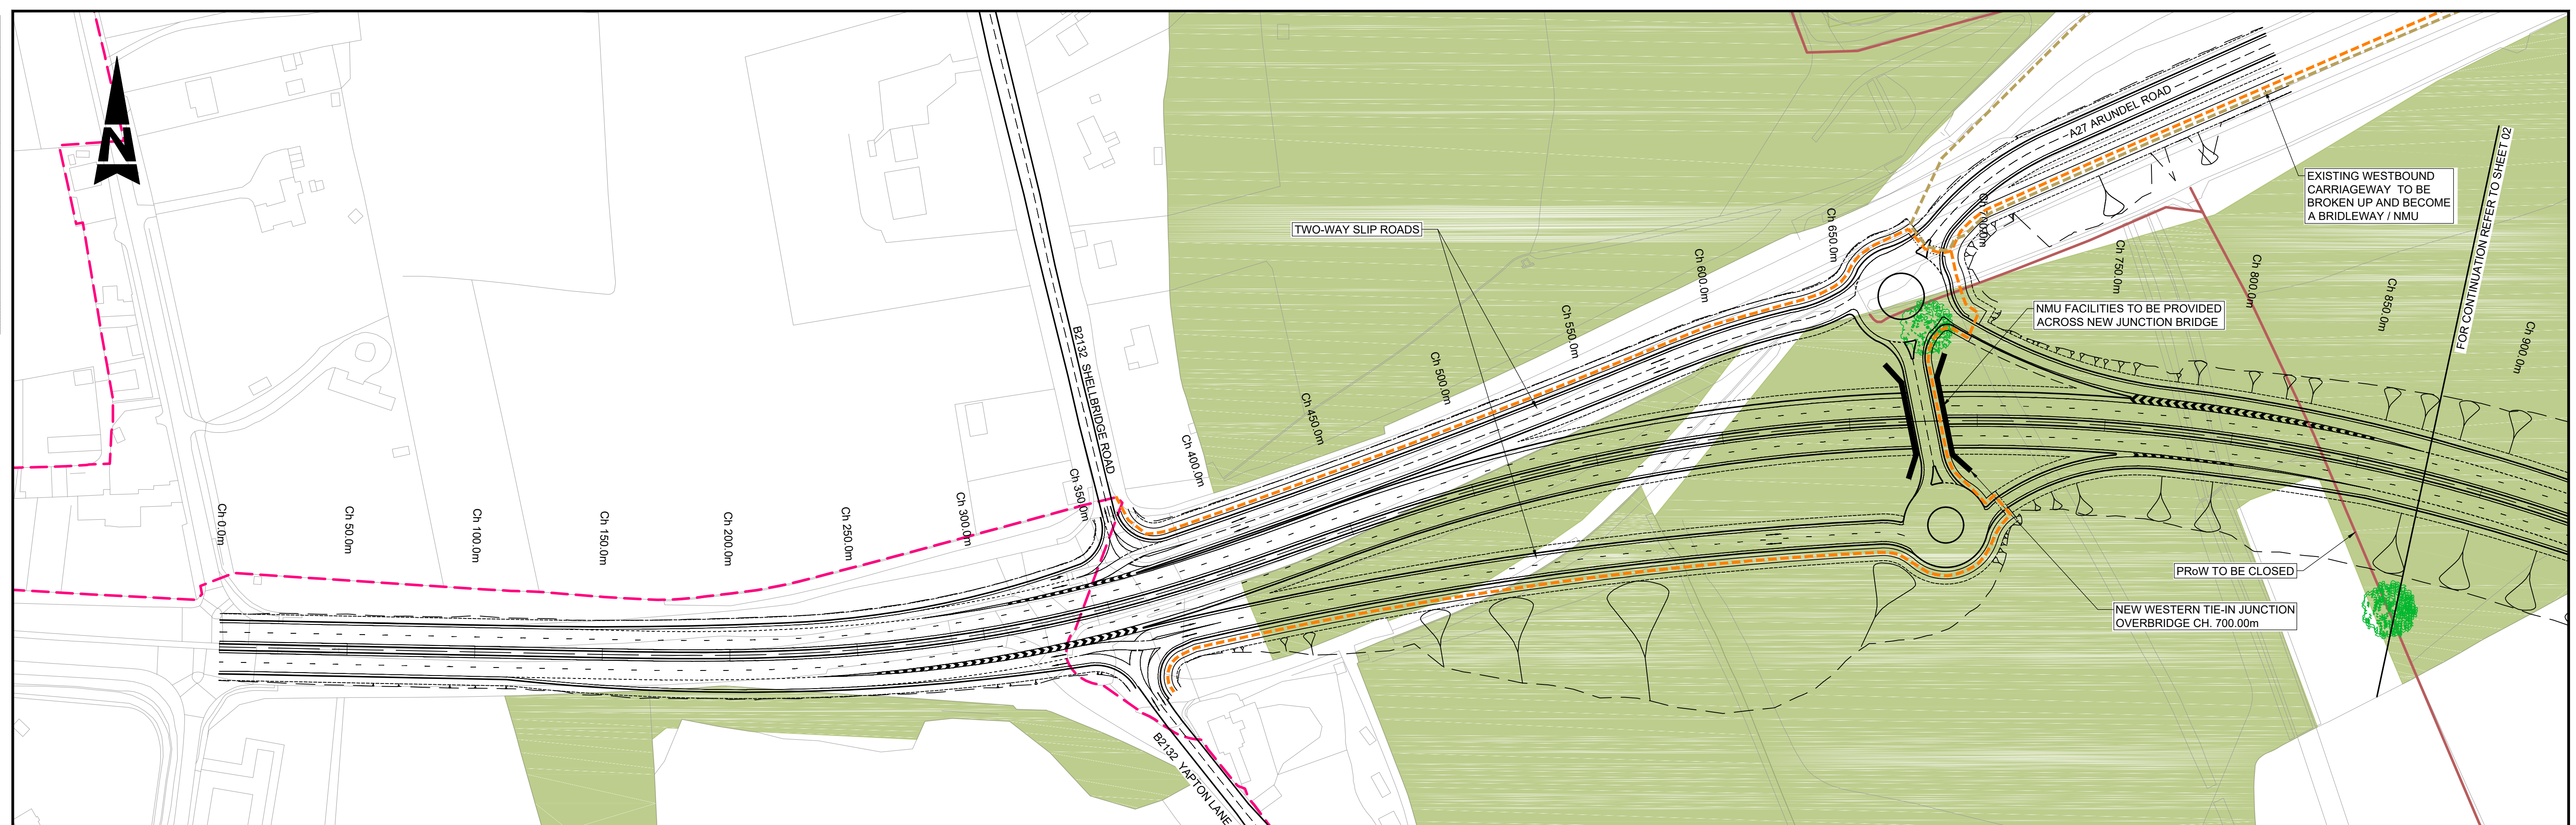 N
A27 ARUNDEL ROAD
EXISTING WESTBOUND
CARRIAGEWAY TO BE
BROKEN UP AND BECOME
A BRIDLEWAY / NMU
FOR CONTINUATION REFER TO SHEET 02
TWO-WAY SLIP ROADS
NMU FACILITIES TO BE PROVIDED
ACROSS NEW JUNCTION BRIDGE
B2132 SHELLBRIDGE ROAD
Ch 0.0m
Ch 50.0m
Ch 100.0m
Ch 150.0m
Ch 200.0m
Ch 250.0m
Ch 300.0m
Ch 350.0m
Ch 400.0m
Ch 450.0m
Ch 500.0m
Ch 550.0m
Ch 600.0m
Ch 650.0m
Ch 700.0m
Ch 750.0m
Ch 800.0m
Ch 850.0m
Ch 900.0m
PRoW TO BE CLOSED
NEW WESTERN TIE-IN JUNCTION
OVERBRIDGE CH. 700.00m
B2132 YAPTON LANE